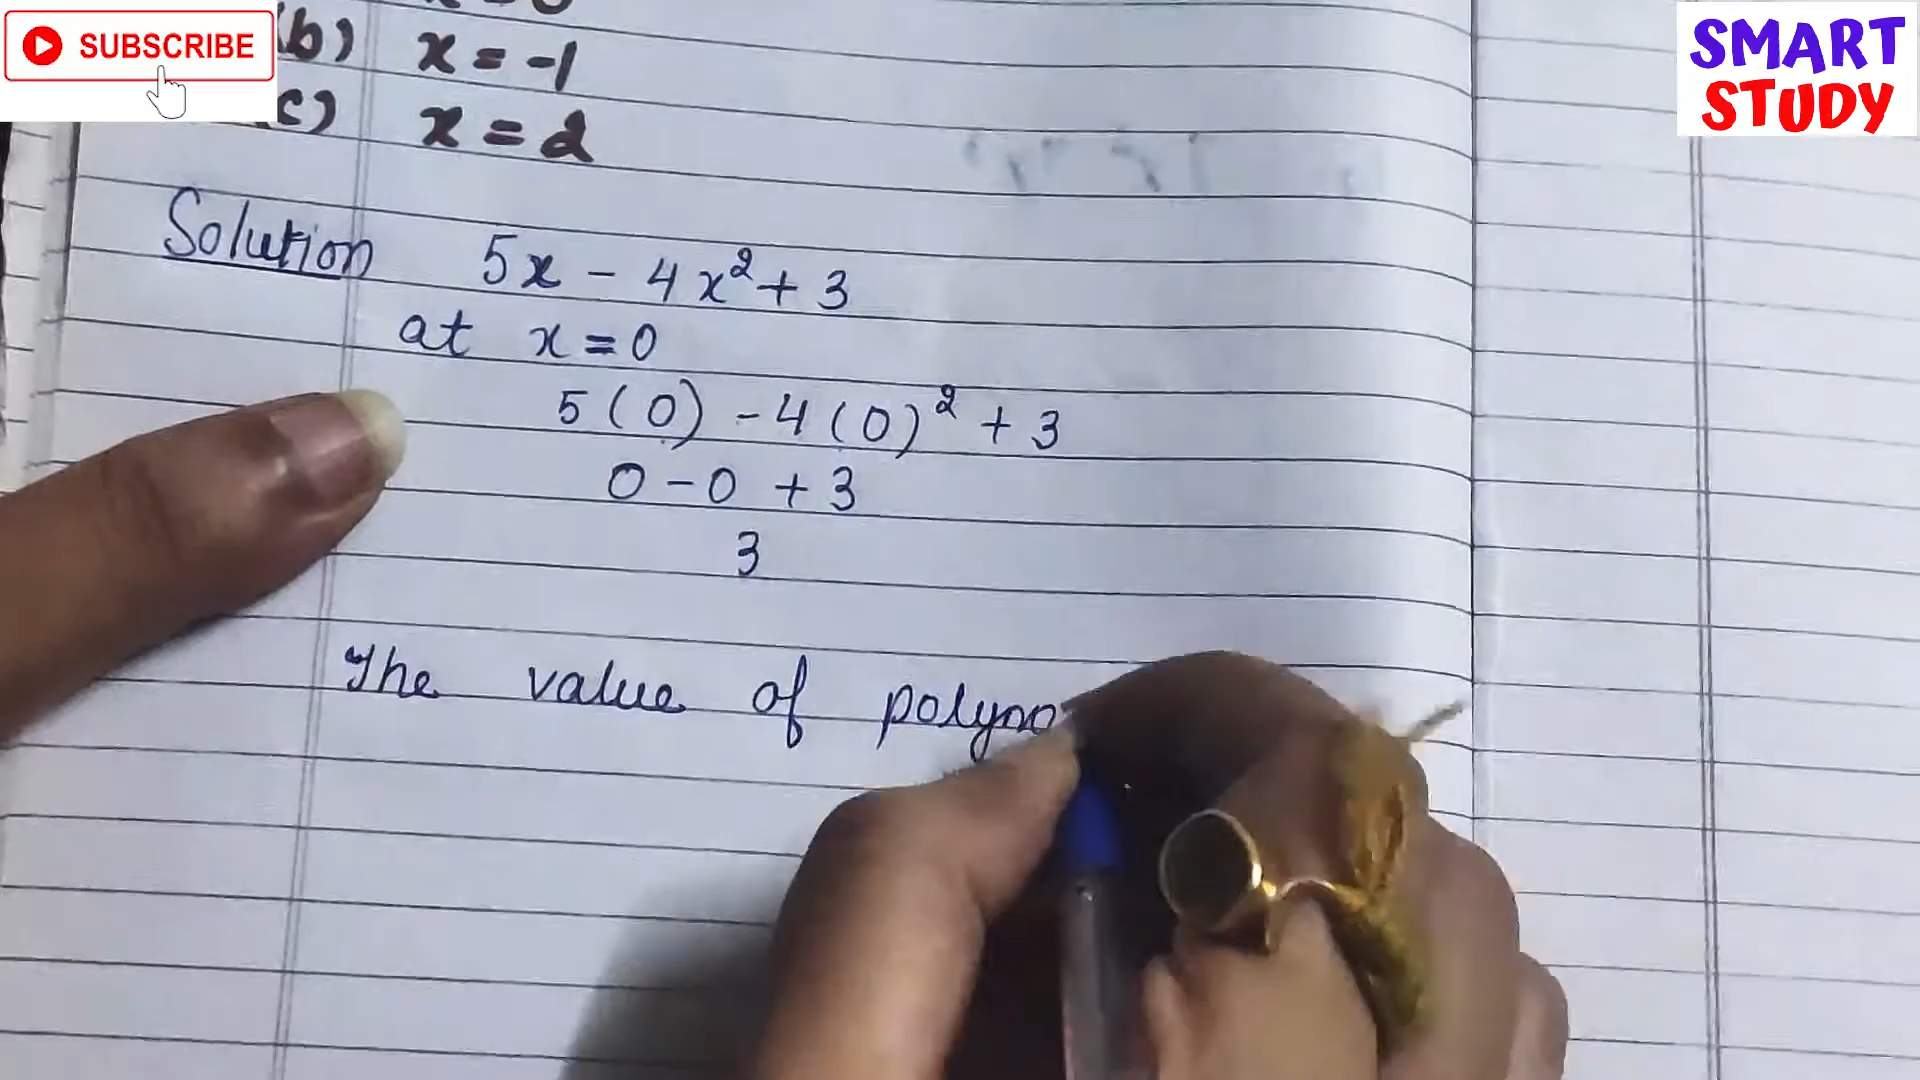 SUBSCRIBE
SMART
STUDY
(b) x = -1
(c) x = 2
Solution 5x - 4x² + 3
at x = 0
5(0) - 4(0)² + 3
0 - 0 + 3
3
The value of polyno